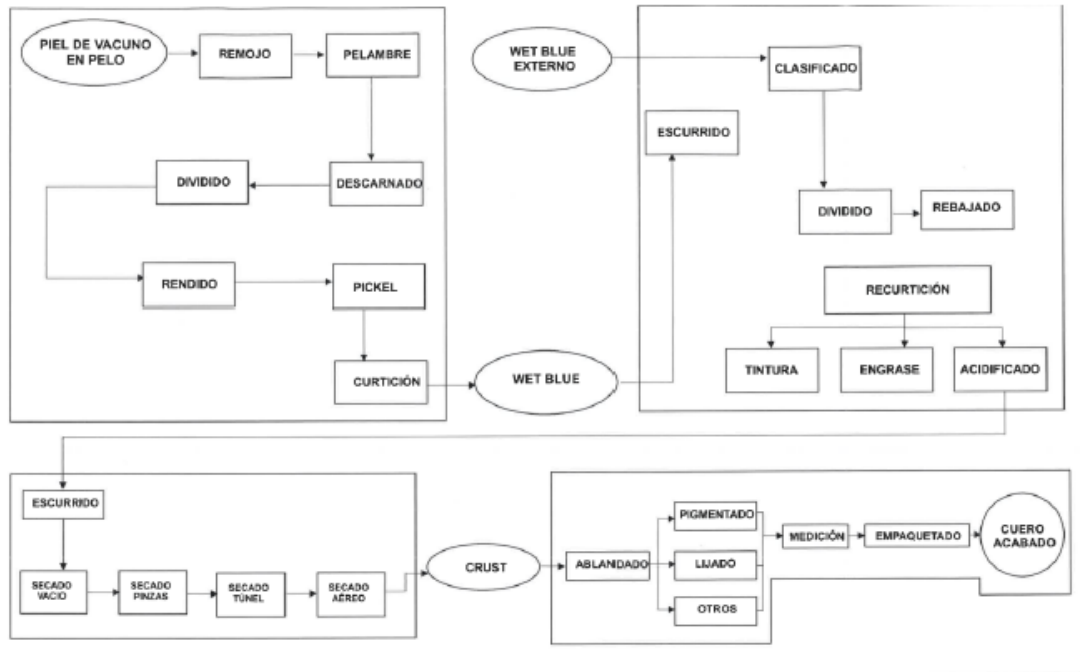 PIEL DE VACUNO
EN PELO
REMOJO
PELAMBRE
DESCARNADO
DIVIDIDO
RENDIDO
PICKEL
CURTICIÓN
WET BLUE
EXTERNO
WET BLUE
CLASIFICADO
ESCURRIDO
DIVIDIDO
REBAJADO
RECURTICIÓN
TINTURA
ENGRASE
ACIDIFICADO
ESCURRIDO
SECADO
VACIO
SECADO
PINZAS
SECADO
TÚNEL
SECADO
AÉREO
CRUST
ABLANIDADO
PIGMENTADO
LIJADO
OTROS
MEDICIÓN
EMPAQUETADO
CUERO
ACABADO